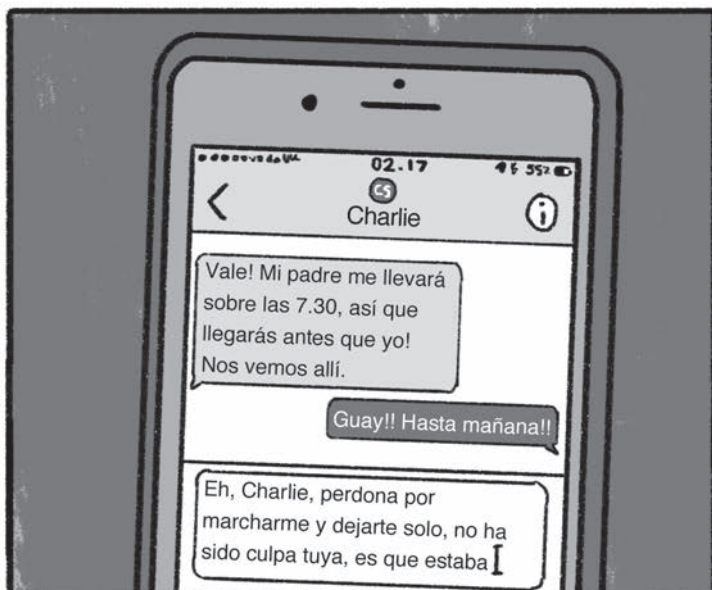 02.17
55%
CS
Charlie
i
Vale! Mi padre me llevará
sobre las 7.30, así que
llegarás antes que yo!
Nos vemos allí.
Guay!! Hasta mañana!!
Eh, Charlie, perdona por
marcharme y dejarte solo, no ha
sido culpa tuya, es que estaba